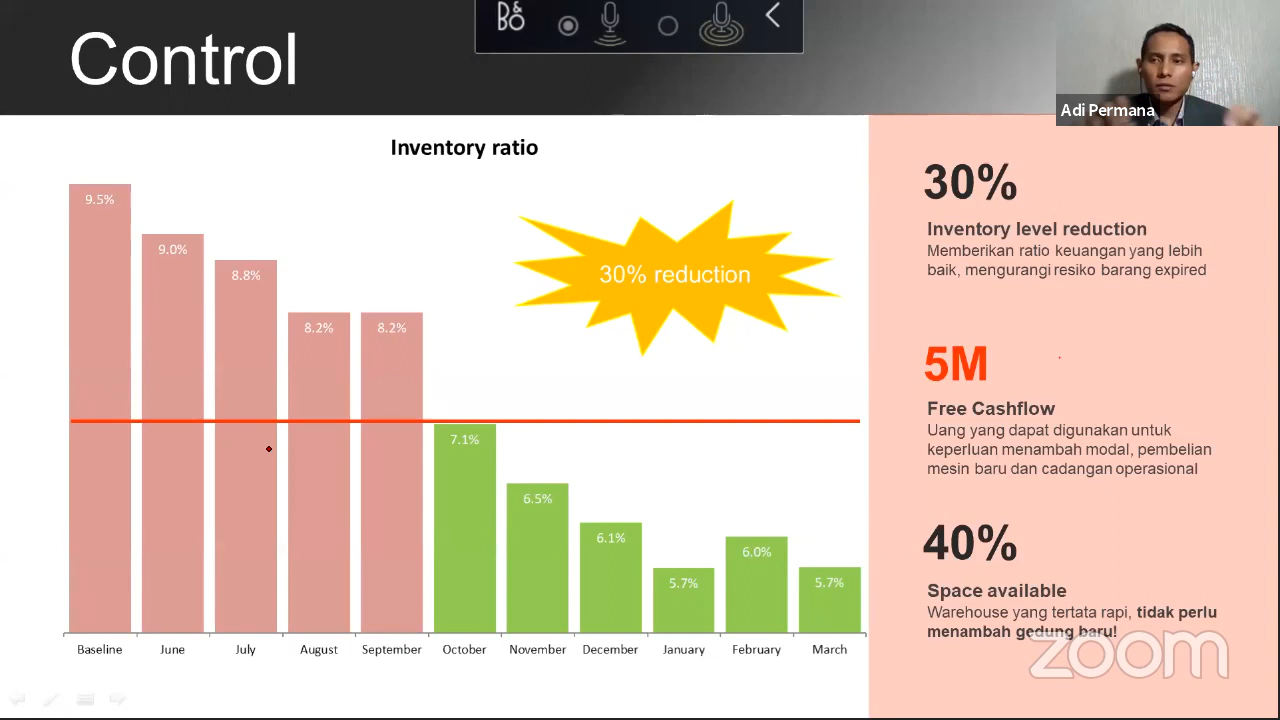 Control
B&O
Adi Permana
Inventory ratio
9.5%
9.0%
8.8%
8.2%
8.2%
7.1%
6.5%
6.1%
5.7%
6.0%
5.7%
30% reduction
Baseline
June
July
August
September
October
November
December
January
February
March
30%
Inventory level reduction
Memberikan ratio keuangan yang lebih
baik, mengurangi resiko barang expired
5M
Free Cashflow
Uang yang dapat digunakan untuk
keperluan menambah modal, pembelian
mesin baru dan cadangan operasional
40%
Space available
Warehouse yang tertata rapi, tidak perlu
menambah gedung baru!
zoom